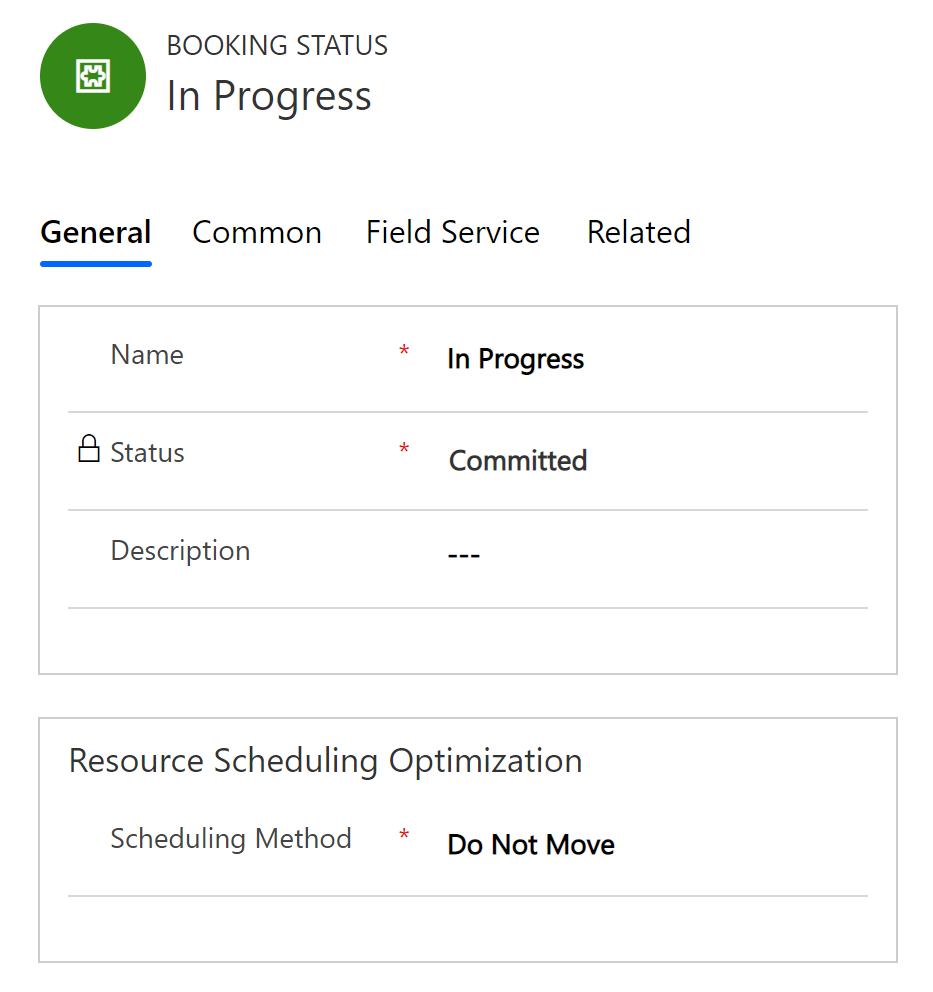 BOOKING STATUS
In Progress
General Common Field Service Related
Name * In Progress
Status * Committed
Description ---
Resource Scheduling Optimization
Scheduling Method * Do Not Move